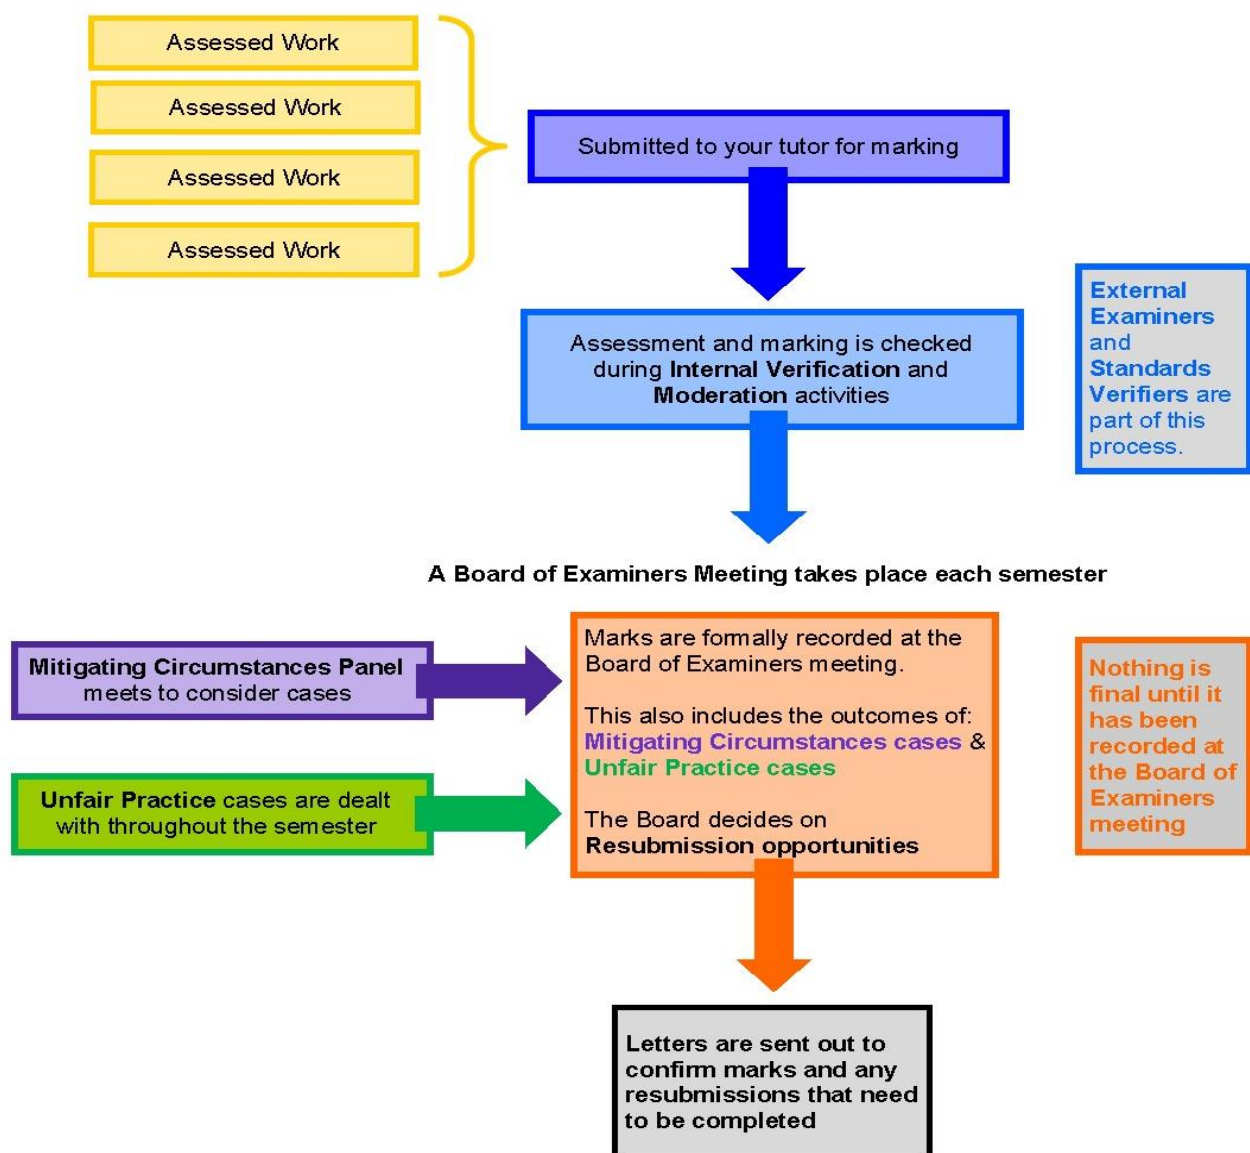 Assessed Work
Assessed Work
Assessed Work
Assessed Work
Submitted to your tutor for marking
Assessment and marking is checked
during Internal Verification and
Moderation activities
External
Examiners
and
Standards
Verifiers are
part of this
process.
A Board of Examiners Meeting takes place each semester
Mitigating Circumstances Panel
meets to consider cases
Unfair Practice cases are dealt
with throughout the semester
Marks are formally recorded at the
Board of Examiners meeting.
This also includes the outcomes of:
Mitigating Circumstances cases &
Unfair Practice cases
The Board decides on
Resubmission opportunities
Nothing is
final until it
has been
recorded at
the Board of
Examiners
meeting
Letters are sent out to
confirm marks and any
resubmissions that need
to be completed